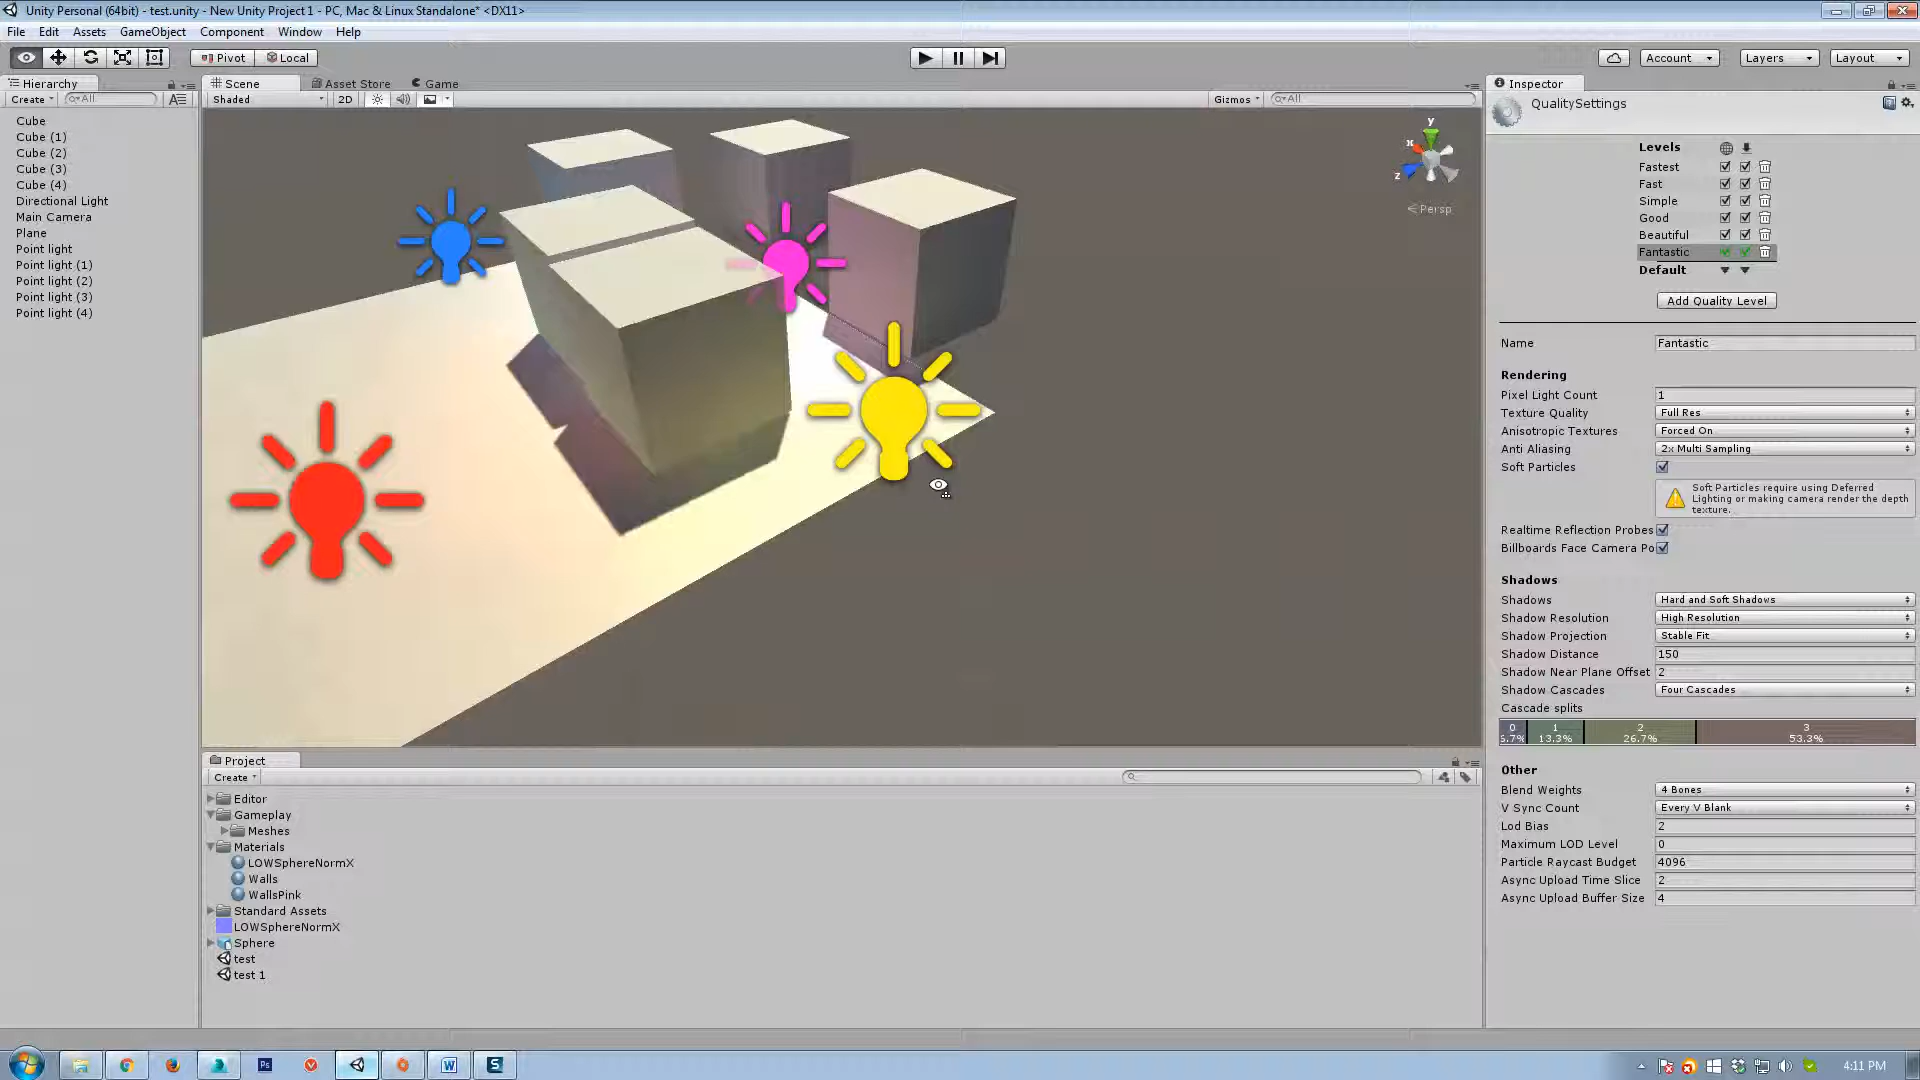 Unity Personal (64bit) - test.unity - New Unity Project 1 - PC, Mac & Linux Standalone* <DX11>
File Edit Assets GameObject Component Window Help
Pivot Local
Account Layers Layout
Hierarchy
Create All
Cube
Cube (1)
Cube (2)
Cube (3)
Cube (4)
Directional Light
Main Camera
Plane
Point light
Point light (1)
Point light (2)
Point light (3)
Point light (4)
Scene Asset Store Game
Shaded 2D Gizmos All
y
x
z
Persp
Project
Create
Editor
Gameplay
Meshes
Materials
LOWSphereNormX
Walls
WallsPink
Standard Assets
LOWSphereNormX
Sphere
test
test 1
Inspector
QualitySettings
Levels
Fastest
Fast
Simple
Good
Beautiful
Fantastic
Default
Add Quality Level
Name Fantastic
Rendering
Pixel Light Count 1
Texture Quality Full Res
Anisotropic Textures Forced On
Anti Aliasing 2x Multi Sampling
Soft Particles
Soft Particles require using Deferred
Lighting or making camera render the depth
texture.
Realtime Reflection Probes
Billboards Face Camera Po
Shadows
Shadows Hard and Soft Shadows
Shadow Resolution High Resolution
Shadow Projection Stable Fit
Shadow Distance 150
Shadow Near Plane Offset 2
Shadow Cascades Four Cascades
Cascade splits
0 1 2 3
5.7% 13.3% 26.7% 53.3%
Other
Blend Weights 4 Bones
V Sync Count Every V Blank
Lod Bias 2
Maximum LOD Level 0
Particle Raycast Budget 4096
Async Upload Time Slice 2
Async Upload Buffer Size 4
Ps W S
4:11 PM